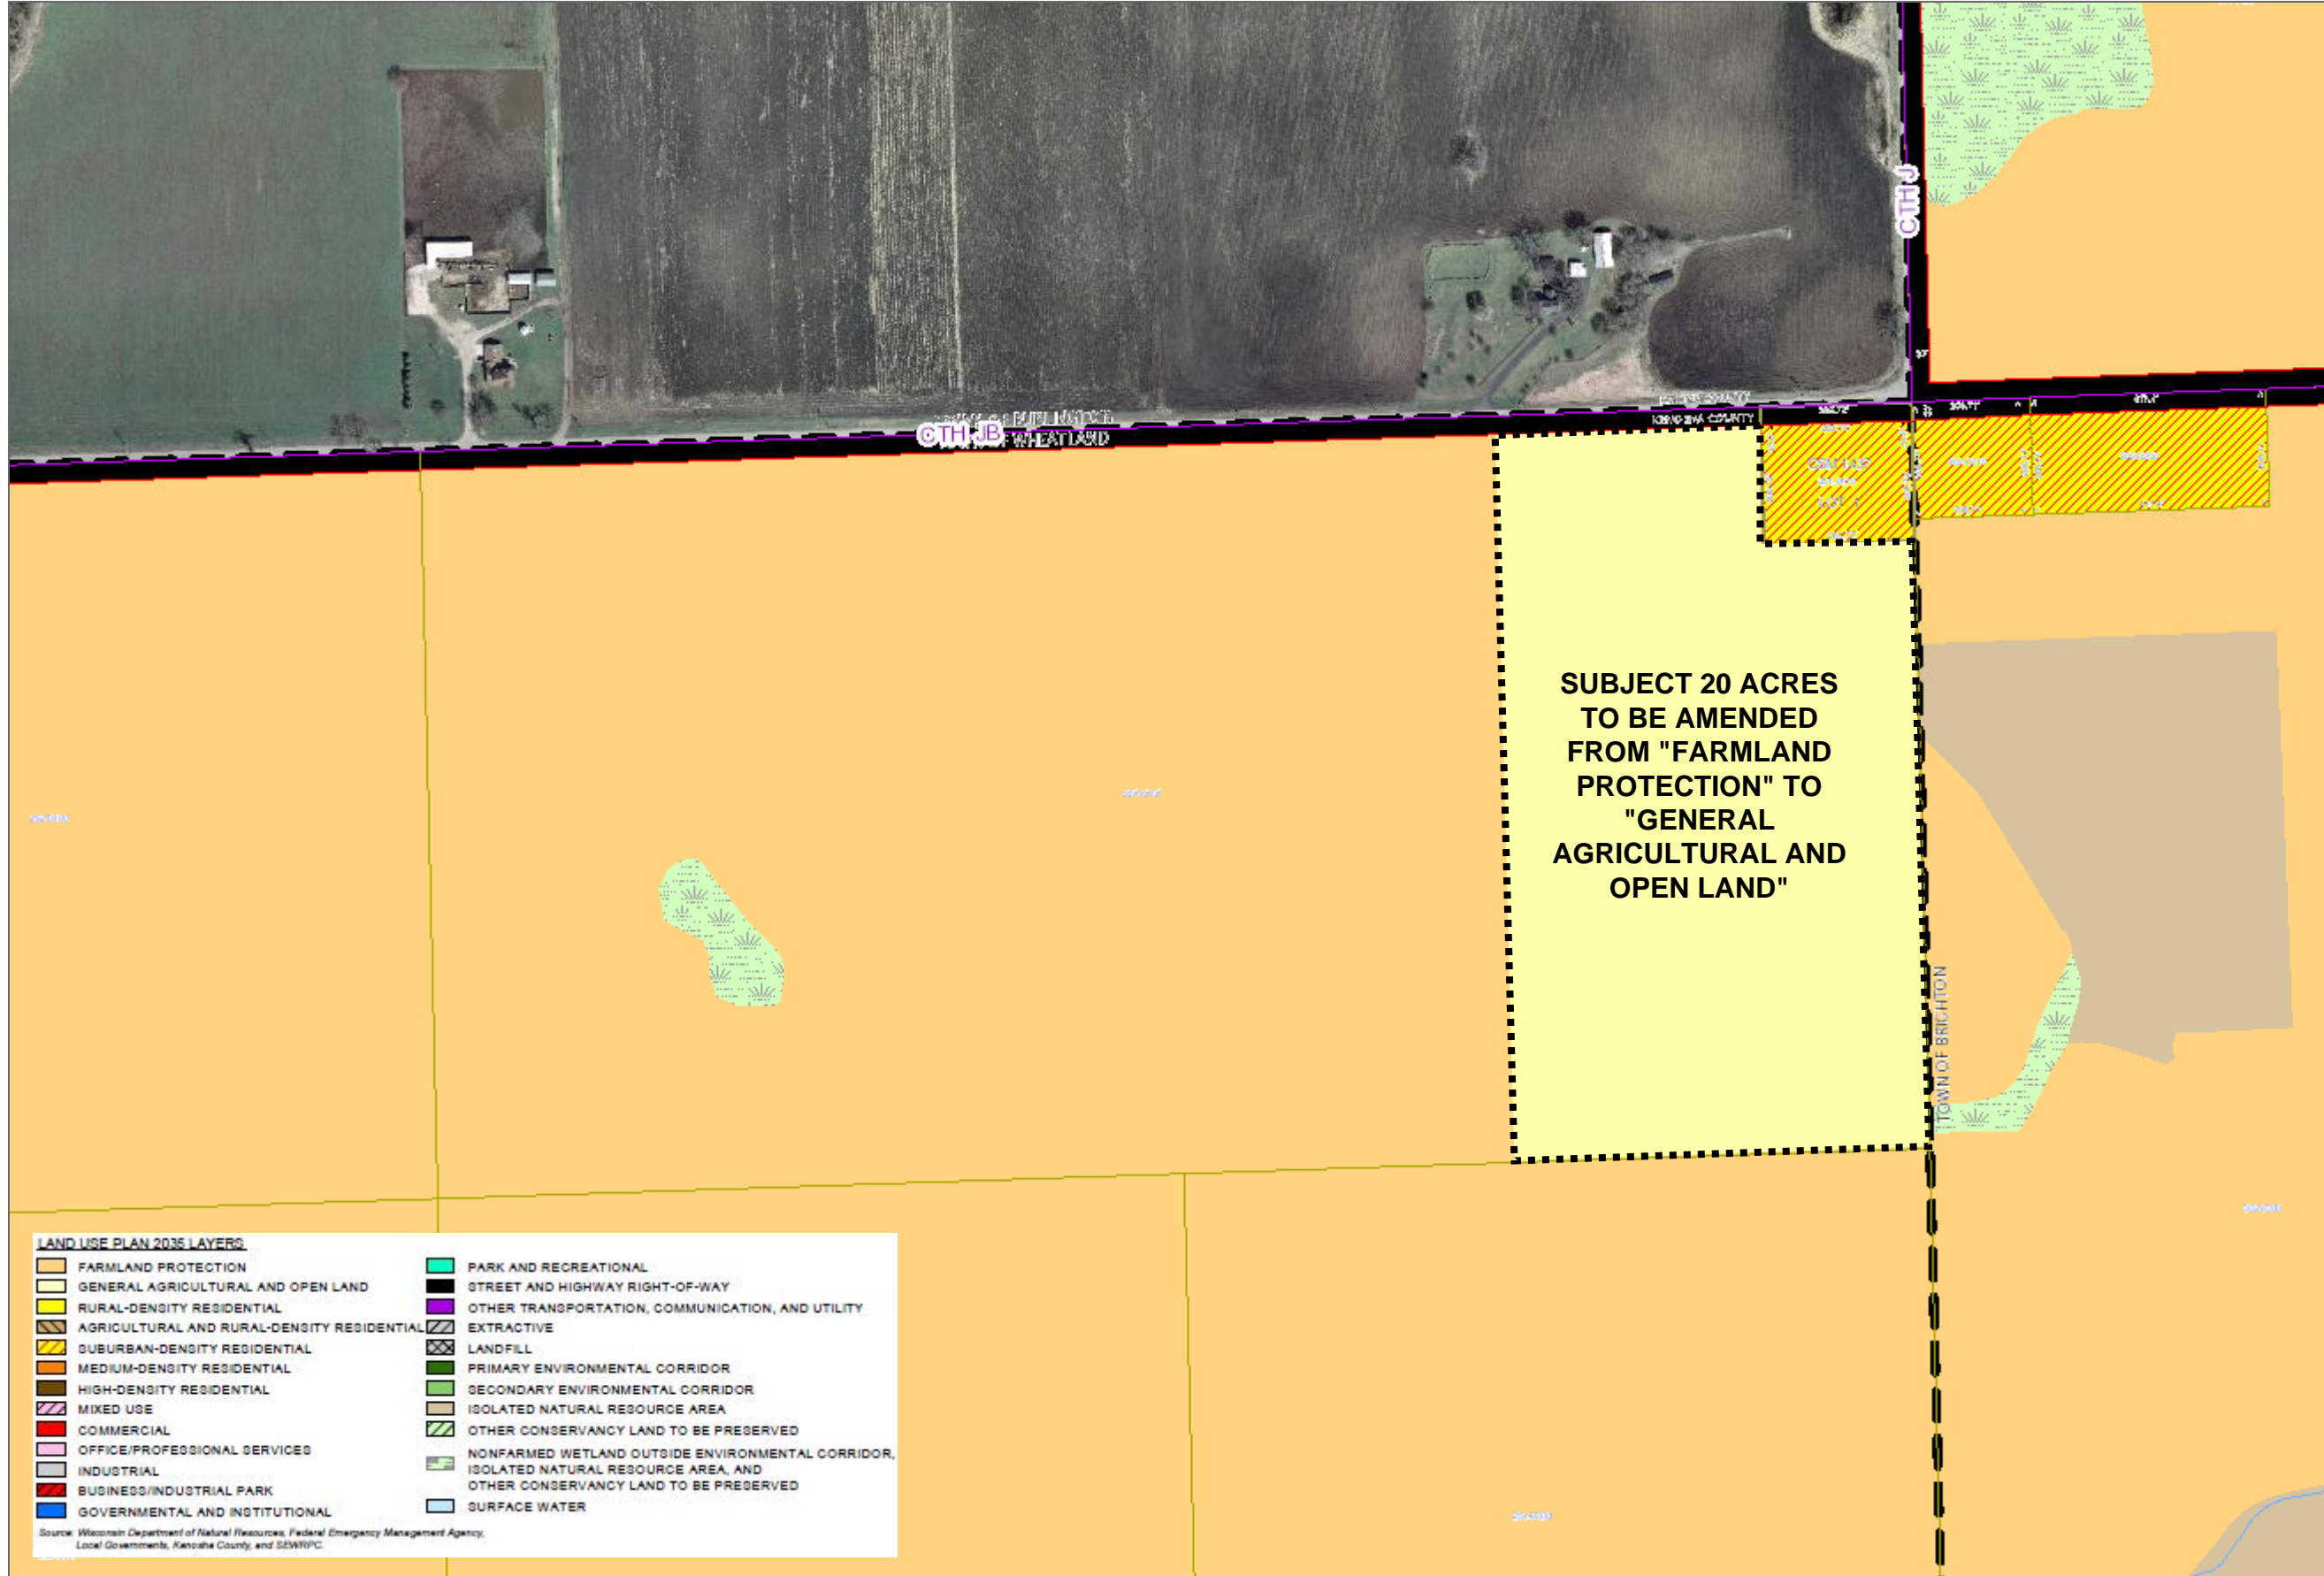 CTH J
KENOSHA COUNTY
CTH JB
WHEATLAND
CSM 1437
SUBJECT 20 ACRES
TO BE AMENDED
FROM "FARMLAND
PROTECTION" TO
"GENERAL
AGRICULTURAL AND
OPEN LAND"
TOWN OF BRIGHTON
LAND USE PLAN 2035 LAYERS
FARMLAND PROTECTION
GENERAL AGRICULTURAL AND OPEN LAND
RURAL-DENSITY RESIDENTIAL
AGRICULTURAL AND RURAL-DENSITY RESIDENTIAL
SUBURBAN-DENSITY RESIDENTIAL
MEDIUM-DENSITY RESIDENTIAL
HIGH-DENSITY RESIDENTIAL
MIXED USE
COMMERCIAL
OFFICE/PROFESSIONAL SERVICES
INDUSTRIAL
BUSINESS/INDUSTRIAL PARK
GOVERNMENTAL AND INSTITUTIONAL
PARK AND RECREATIONAL
STREET AND HIGHWAY RIGHT-OF-WAY
OTHER TRANSPORTATION, COMMUNICATION, AND UTILITY
EXTRACTIVE
LANDFILL
PRIMARY ENVIRONMENTAL CORRIDOR
SECONDARY ENVIRONMENTAL CORRIDOR
ISOLATED NATURAL RESOURCE AREA
OTHER CONSERVANCY LAND TO BE PRESERVED
NONFARMED WETLAND OUTSIDE ENVIRONMENTAL CORRIDOR,
ISOLATED NATURAL RESOURCE AREA, AND
OTHER CONSERVANCY LAND TO BE PRESERVED
SURFACE WATER
Source: Wisconsin Department of Natural Resources, Federal Emergency Management Agency,
Local Governments, Kenosha County, and SEWRPC.